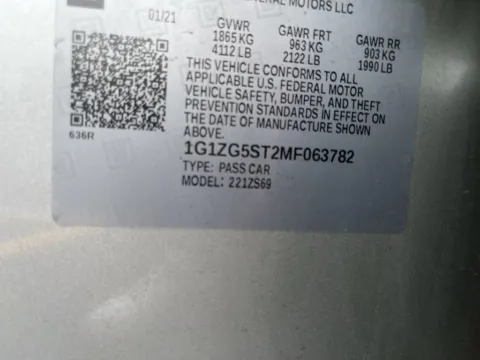 MOTORS LLC
01/21 GVWR GAWR FRT GAWR RR
1865 KG 963 KG 903 KG
4112 LB 2122 LB 1990 LB
THIS VEHICLE CONFORMS TO ALL
APPLICABLE U.S. FEDERAL MOTOR
VEHICLE SAFETY, BUMPER, AND THEFT
PREVENTION STANDARDS IN EFFECT ON
THE DATE OF MANUFACTURE SHOWN
ABOVE.
636R
1G1ZG5ST2MF063782
TYPE: PASS CAR
MODEL: 221ZS69